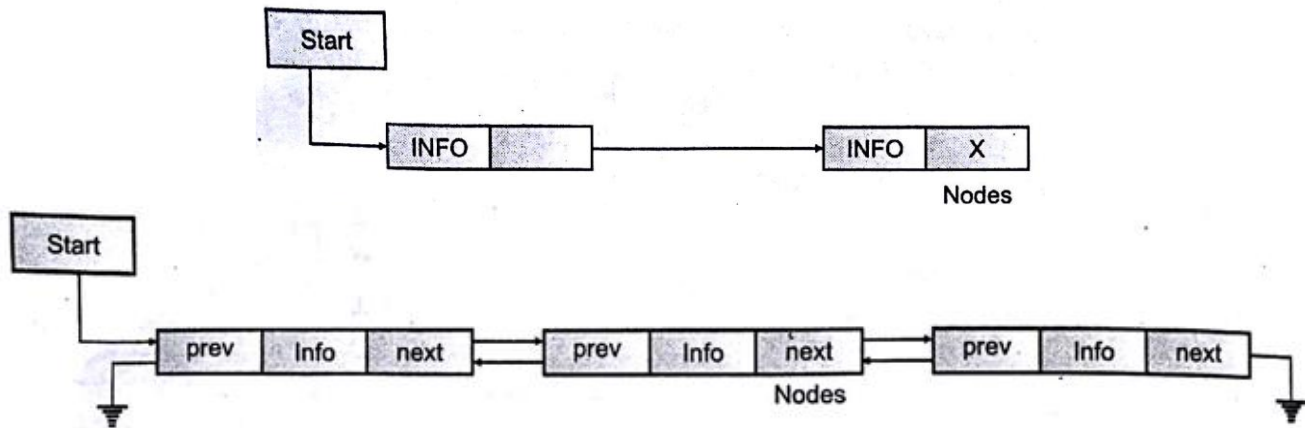 Start
INFO INFO X
Nodes
Start
prev Info next prev Info next prev Info next
Nodes